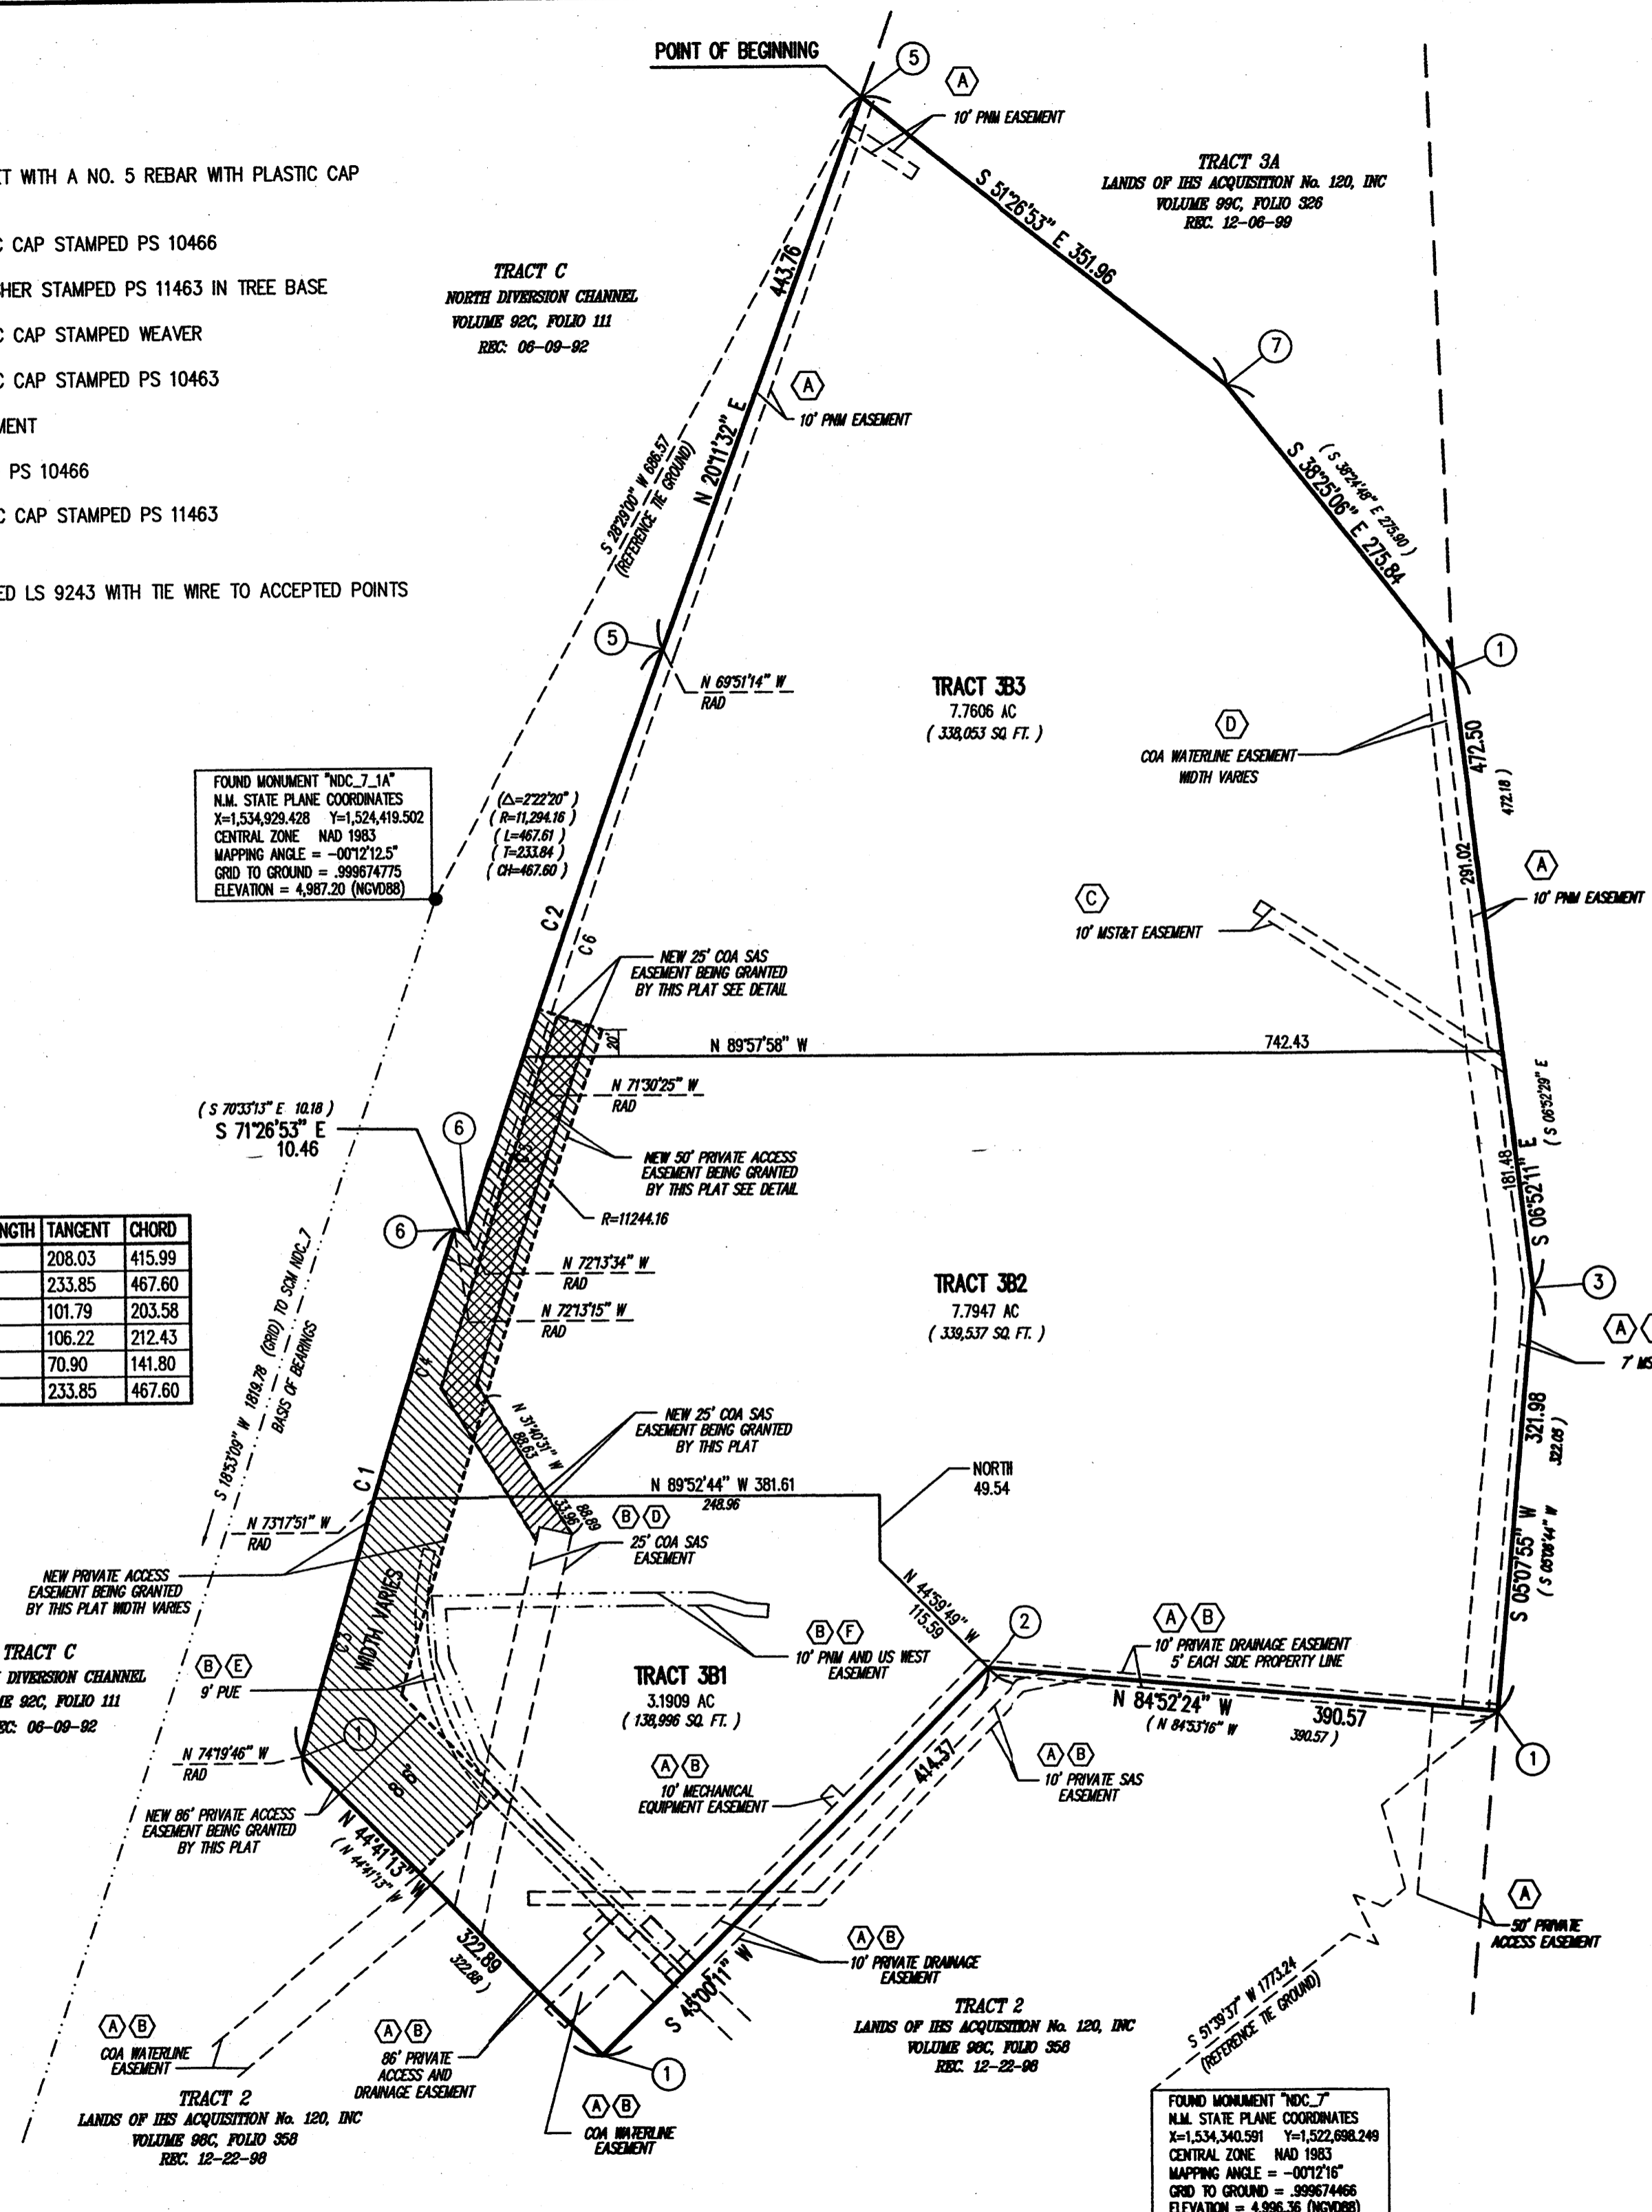 POINT OF BEGINNING
5
A
10' PNM EASEMENT
ET WITH A NO. 5 REBAR WITH PLASTIC CAP
C CAP STAMPED PS 10466
HER STAMPED PS 11463 IN TREE BASE
C CAP STAMPED WEAVER
C CAP STAMPED PS 10463
MENT
PS 10466
C CAP STAMPED PS 11463
ED LS 9243 WITH TIE WIRE TO ACCEPTED POINTS
TRACT 3A
LANDS OF IHS ACQUISITION No. 120, INC
VOLUME 99C, FOLIO 326
REC. 12-06-99
S 51°26'53" E 351.96
TRACT C
NORTH DIVERSION CHANNEL
VOLUME 92C, FOLIO 111
REC: 06-09-92
443.76
N 20°11'32" E
A
10' PNM EASEMENT
7
S 28°29'00" W 686.57
(REFERENCE TIE GROUND)
( S 38°24'48" E 275.90 )
S 38°25'06" E 275.84
5
N 69°51'14" W
RAD
1
TRACT 3B3
7.7606 AC
( 338,053 SQ. FT. )
D
COA WATERLINE EASEMENT
WIDTH VARIES
472.50
472.18 )
291.02
FOUND MONUMENT "NDC_7_1A"
N.M. STATE PLANE COORDINATES
X=1,534,929.428 Y=1,524,419.502
CENTRAL ZONE NAD 1983
MAPPING ANGLE = -00°12'12.5"
GRID TO GROUND = .999674775
ELEVATION = 4,987.20 (NGVD88)
(△=2°22'20" )
( R=11,294.16 )
( L=467.61 )
( T=233.84 )
( CH=467.60 )
A
10' PNM EASEMENT
C
10' MST&T EASEMENT
C2
C6
NEW 25' COA SAS
EASEMENT BEING GRANTED
BY THIS PLAT SEE DETAIL
20'
N 89°57'58" W
742.43
N 71°30'25" W
RAD
( S 70°33'13" E 10.18 )
S 71°26'53" E
10.46
6
NEW 50' PRIVATE ACCESS
EASEMENT BEING GRANTED
BY THIS PLAT SEE DETAIL
R=11244.16
6
181.48
S 06°52'11" E
( S 06°52'29" E
NGTH TANGENT CHORD
208.03 415.99
233.85 467.60
101.79 203.58
106.22 212.43
70.90 141.80
233.85 467.60
N 72°13'34" W
RAD
N 72°13'15" W
RAD
TRACT 3B2
7.7947 AC
( 339,537 SQ. FT. )
3
A
7' MS
S 18°53'09" W 1819.78 (GRID) TO SCM NDC_7
BASIS OF BEARINGS
C4
C1
N 31°40'31" W
88.63
NEW 25' COA SAS
EASEMENT BEING GRANTED
BY THIS PLAT
321.98
322.05 )
N 89°52'44" W 381.61
248.96
NORTH
49.54
33.96
88.89
B D
25' COA SAS
EASEMENT
N 73°17'51" W
RAD
NEW PRIVATE ACCESS
EASEMENT BEING GRANTED
BY THIS PLAT WIDTH VARIES
S 05°07'55" W
( S 05°08'44" W
N 44°59'49" W
115.59
2
WIDTH VARIES
C3
TRACT C
DIVERSION CHANNEL
ME 92C, FOLIO 111
EC: 06-09-92
B E
9' PUE
B F
10' PNM AND US WEST
EASEMENT
A B
10' PRIVATE DRAINAGE EASEMENT
5' EACH SIDE PROPERTY LINE
TRACT 3B1
3.1909 AC
( 138,996 SQ. FT. )
N 84°52'24" W
390.57
( N 84°53'16" W
390.57 )
1
N 74°19'46" W
RAD
86'
A B
10' MECHANICAL
EQUIPMENT EASEMENT
414.37
A B
10' PRIVATE SAS
EASEMENT
1
NEW 86' PRIVATE ACCESS
EASEMENT BEING GRANTED
BY THIS PLAT
N 44°41'13" W
( N 44°41'13" W
A
50' PRIVATE
ACCESS EASEMENT
322.89
322.88 )
A B
10' PRIVATE DRAINAGE
EASEMENT
S 45°00'11" W
S 51°39'37" W 1773.24
(REFERENCE TIE GROUND)
A B
COA WATERLINE
EASEMENT
A B
86' PRIVATE
ACCESS AND
DRAINAGE EASEMENT
TRACT 2
LANDS OF IHS ACQUISITION No. 120, INC
VOLUME 98C, FOLIO 358
REC. 12-22-98
1
TRACT 2
LANDS OF IHS ACQUISITION No. 120, INC
VOLUME 98C, FOLIO 358
REC. 12-22-98
A B
COA WATERLINE
EASEMENT
FOUND MONUMENT "NDC_7"
N.M. STATE PLANE COORDINATES
X=1,534,340.591 Y=1,522,698.249
CENTRAL ZONE NAD 1983
MAPPING ANGLE = -00°12'16"
GRID TO GROUND = .999674466
ELEVATION = 4,996.36 (NGVD88)